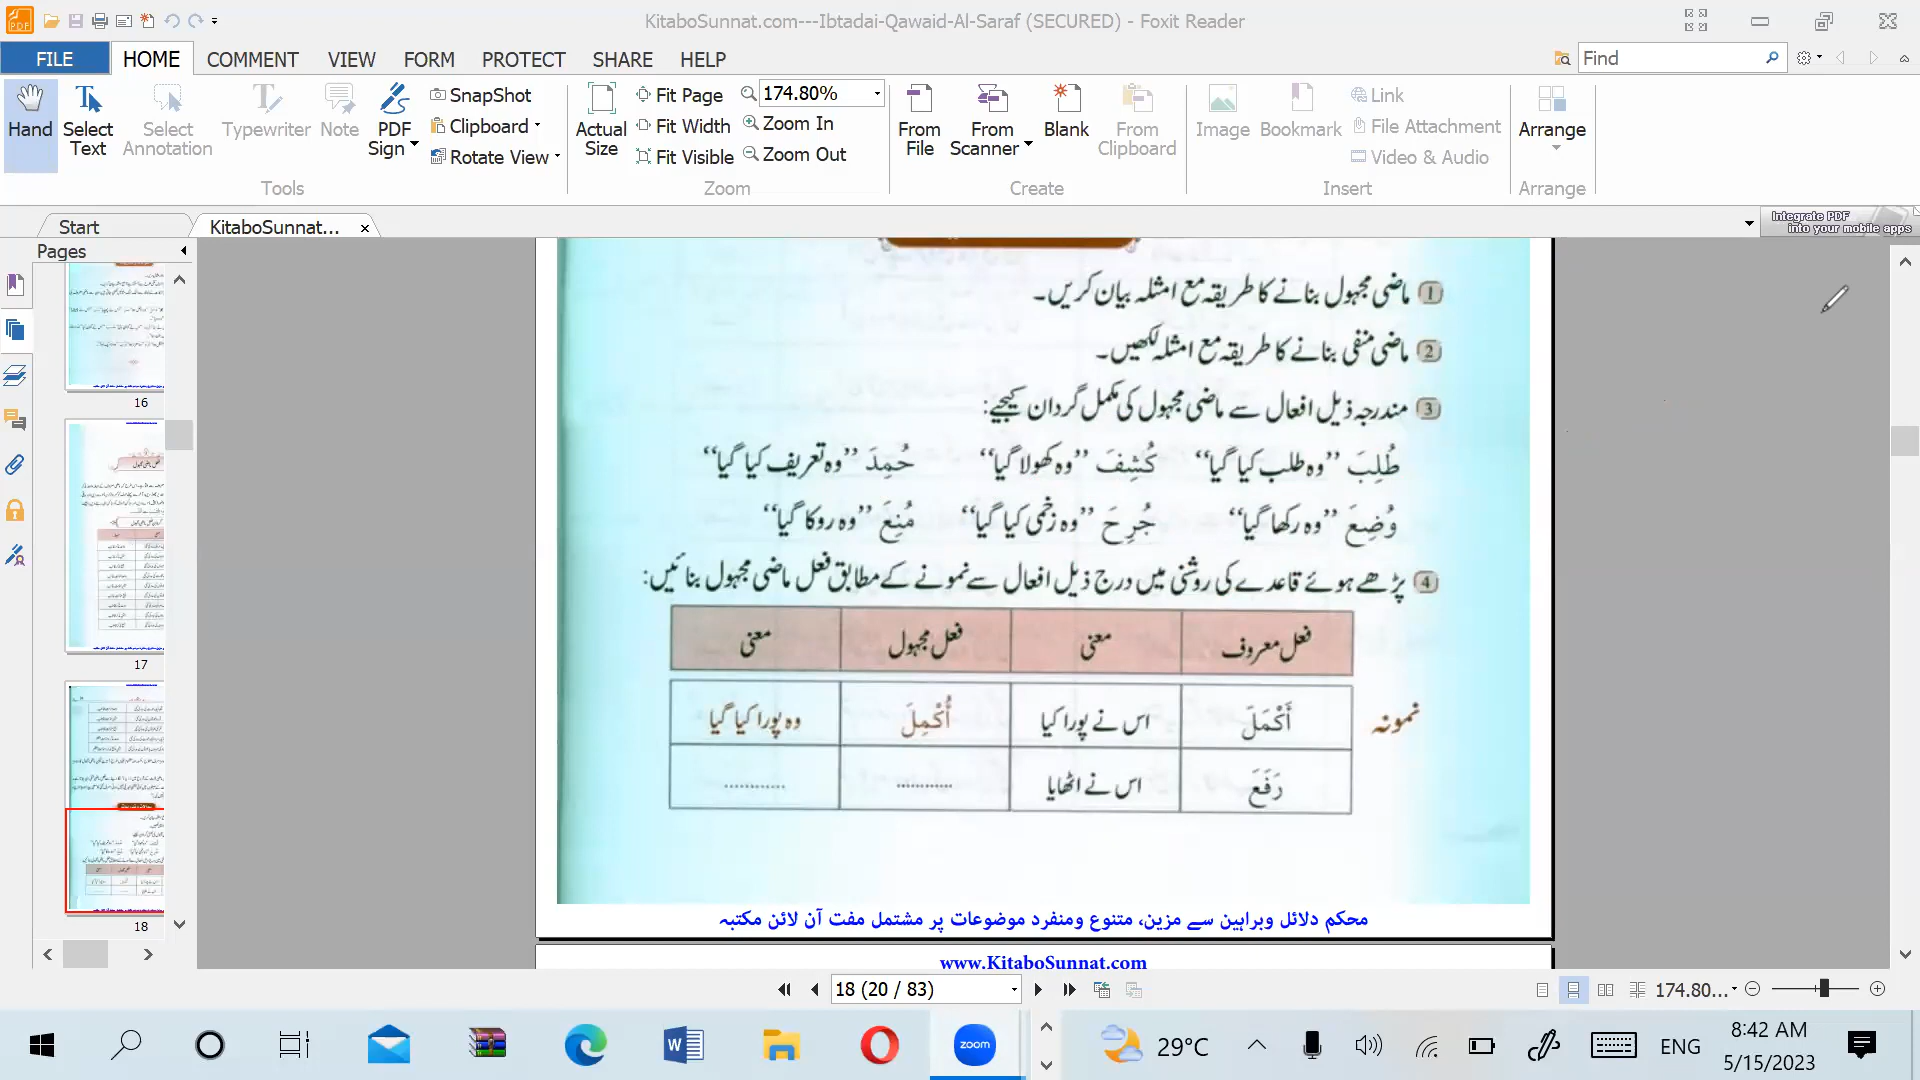 KitaboSunnat.com---Ibtadai-Qawaid-Al-Saraf (SECURED) - Foxit Reader
FILE HOME COMMENT VIEW FORM PROTECT SHARE HELP
Find
Hand
Select Text
Select Annotation
Typewriter
Note
PDF Sign
SnapShot
Clipboard
Rotate View
Tools
Actual Size
Fit Page
Fit Width
Fit Visible
174.80%
Zoom In
Zoom Out
Zoom
From File
From Scanner
Blank
From Clipboard
Create
Image
Bookmark
Link
File Attachment
Video & Audio
Insert
Arrange
Arrange
Start
KitaboSunnat...
Integrate PDF
into your mobile apps
Pages
16
17
18
1 ماضی مجہول بنانے کا طریقہ مع امثلہ بیان کریں۔
2 ماضی منفی بنانے کا طریقہ مع امثلہ لکھیں۔
3 مندرجہ ذیل افعال سے ماضی مجہول کی مکمل گردان کیجیے:
طُلِبَ ”وہ طلب کیا گیا“ كُشِفَ ”وہ کھولا گیا“ حُمِدَ ”وہ تعریف کیا گیا“
وُضِعَ ”وہ رکھا گیا“ جُرِحَ ”وہ زخمی کیا گیا“ مُنِعَ ”وہ روکا گیا“
4 پڑھے ہوئے قاعدے کی روشنی میں درج ذیل افعال سے نمونے کے مطابق فعل ماضی مجہول بنائیں:
فعل معروف معنی فعل مجہول معنی
نمونہ أَكْمَلَ اس نے پورا کیا أُكْمِلَ وہ پورا کیا گیا
رَفَعَ اس نے اٹھایا ........... ............
محکم دلائل وبراہین سے مزین، متنوع ومنفرد موضوعات پر مشتمل مفت آن لائن مکتبہ
www.KitaboSunnat.com
18 (20 / 83)
174.80...
zoom
29°C
ENG
8:42 AM
5/15/2023